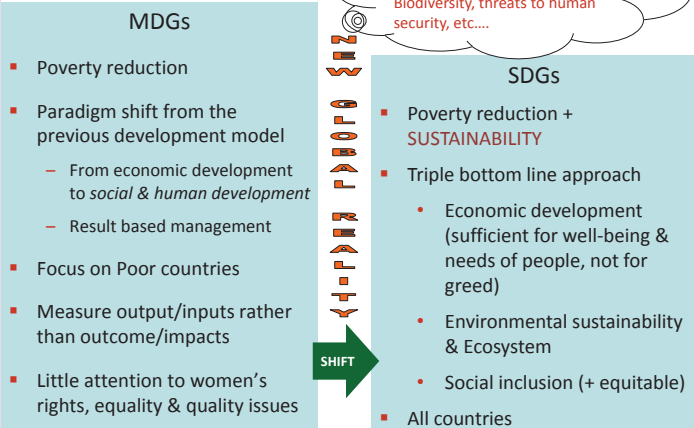 MDGs
▪ Poverty reduction
▪ Paradigm shift from the
previous development model
– From economic development
to social & human development
– Result based management
▪ Focus on Poor countries
▪ Measure output/inputs rather
than outcome/impacts
▪ Little attention to women's
rights, equality & quality issues
NEW GLOBAL REALITY
SHIFT
Biodiversity, threats to human
security, etc....
SDGs
▪ Poverty reduction +
SUSTAINABILITY
▪ Triple bottom line approach
• Economic development
(sufficient for well-being &
needs of people, not for
greed)
• Environmental sustainability
& Ecosystem
• Social inclusion (+ equitable)
▪ All countries